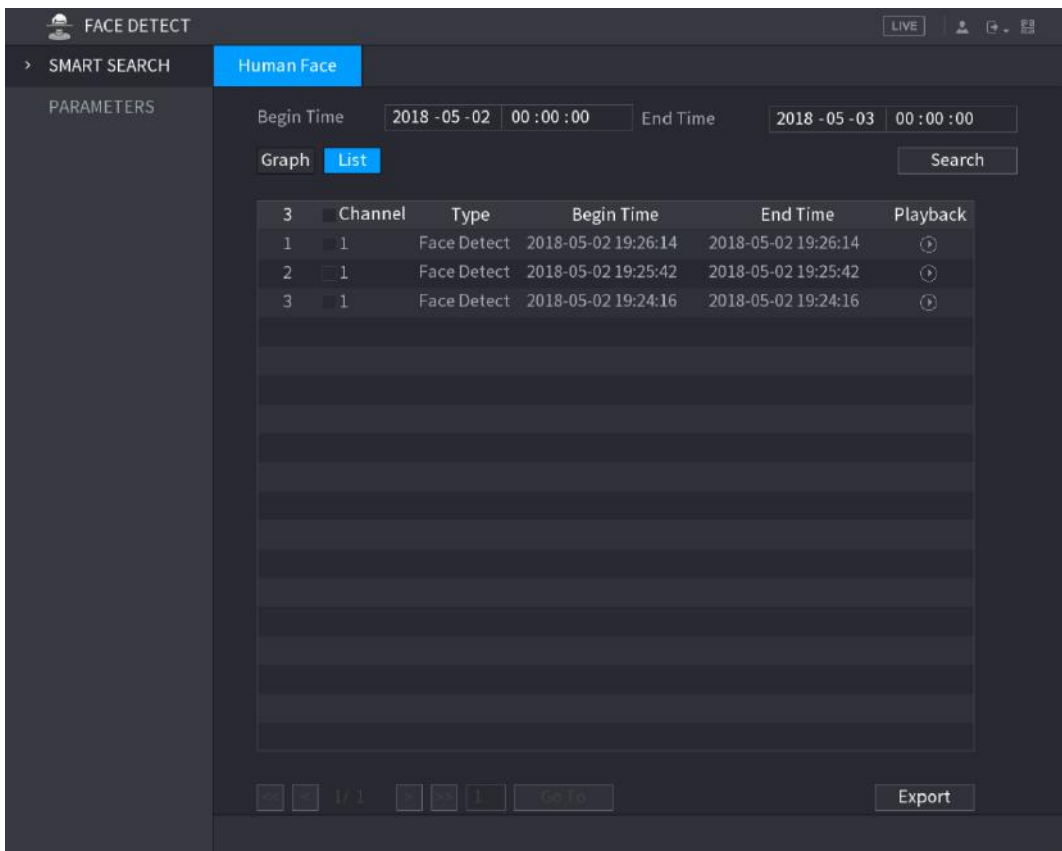 FACE DETECT LIVE
> SMART SEARCH Human Face
PARAMETERS
Begin Time 2018 -05 -02 00 :00 :00 End Time 2018 -05 -03 00 :00 :00
Graph List Search
3 Channel Type Begin Time End Time Playback
1 1 Face Detect 2018-05-02 19:26:14 2018-05-02 19:26:14
2 1 Face Detect 2018-05-02 19:25:42 2018-05-02 19:25:42
3 1 Face Detect 2018-05-02 19:24:16 2018-05-02 19:24:16
<< < 1/ 1 > >> 1 Go To Export